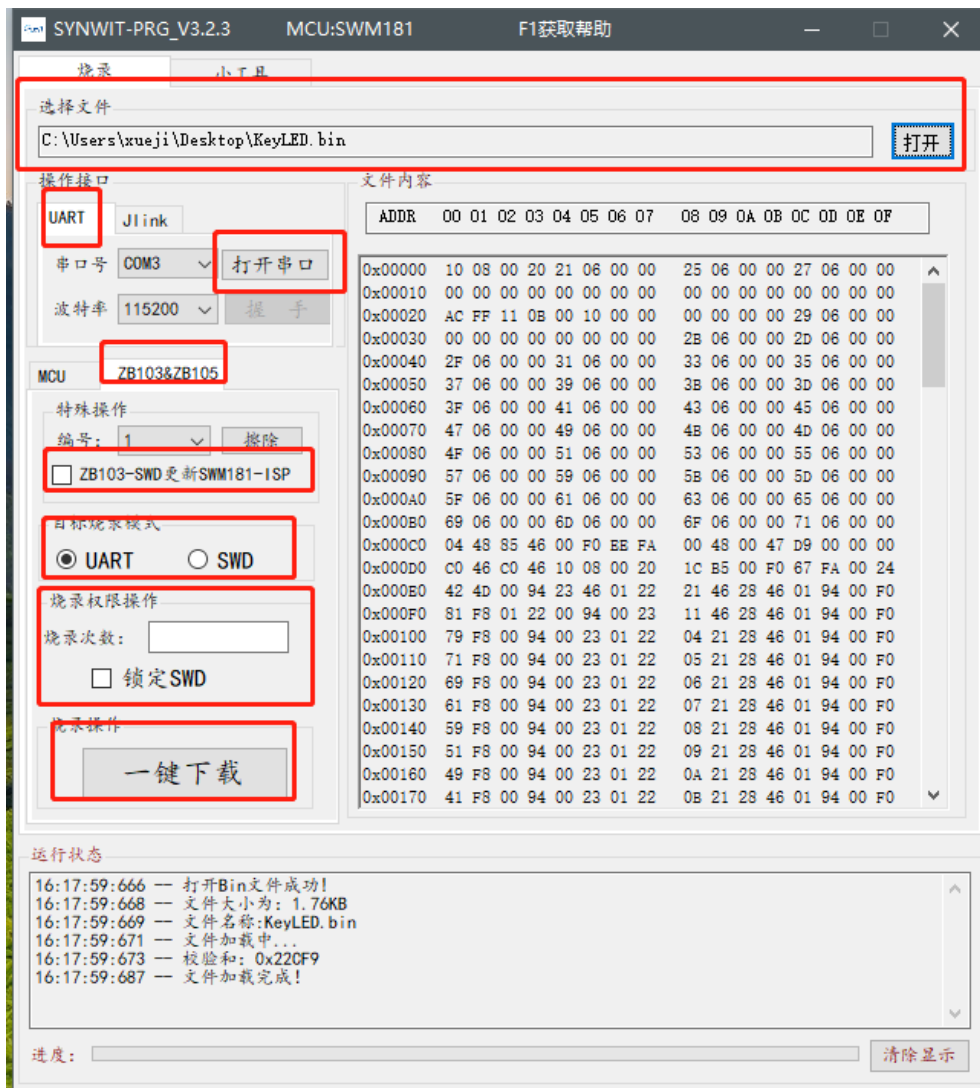 SYNWIT-PRG_V3.2.3 MCU:SWM181 F1获取帮助
烧录 小工具
选择文件
C:\Users\xueji\Desktop\KeyLED.bin 打开
操作接口
UART Jlink
串口号 COM3 打开串口
波特率 115200 握 手
MCU ZB103&ZB105
特殊操作
编号: 1 擦除
ZB103-SWD更新SWM181-ISP
目标烧录模式
UART SWD
烧录权限操作
烧录次数:
锁定SWD
烧录操作
一键下载
文件内容
ADDR 00 01 02 03 04 05 06 07 08 09 0A 0B 0C 0D 0E 0F
0x00000 10 08 00 20 21 06 00 00 25 06 00 00 27 06 00 00
0x00010 00 00 00 00 00 00 00 00 00 00 00 00 00 00 00 00
0x00020 AC FF 11 0B 00 10 00 00 00 00 00 00 29 06 00 00
0x00030 00 00 00 00 00 00 00 00 2B 06 00 00 2D 06 00 00
0x00040 2F 06 00 00 31 06 00 00 33 06 00 00 35 06 00 00
0x00050 37 06 00 00 39 06 00 00 3B 06 00 00 3D 06 00 00
0x00060 3F 06 00 00 41 06 00 00 43 06 00 00 45 06 00 00
0x00070 47 06 00 00 49 06 00 00 4B 06 00 00 4D 06 00 00
0x00080 4F 06 00 00 51 06 00 00 53 06 00 00 55 06 00 00
0x00090 57 06 00 00 59 06 00 00 5B 06 00 00 5D 06 00 00
0x000A0 5F 06 00 00 61 06 00 00 63 06 00 00 65 06 00 00
0x000B0 69 06 00 00 6D 06 00 00 6F 06 00 00 71 06 00 00
0x000C0 04 48 85 46 00 F0 EE FA 00 48 00 47 D9 00 00 00
0x000D0 C0 46 C0 46 10 08 00 20 1C B5 00 F0 67 FA 00 24
0x000E0 42 4D 00 94 23 46 01 22 21 46 28 46 01 94 00 F0
0x000F0 81 F8 01 22 00 94 00 23 11 46 28 46 01 94 00 F0
0x00100 79 F8 00 94 00 23 01 22 04 21 28 46 01 94 00 F0
0x00110 71 F8 00 94 00 23 01 22 05 21 28 46 01 94 00 F0
0x00120 69 F8 00 94 00 23 01 22 06 21 28 46 01 94 00 F0
0x00130 61 F8 00 94 00 23 01 22 07 21 28 46 01 94 00 F0
0x00140 59 F8 00 94 00 23 01 22 08 21 28 46 01 94 00 F0
0x00150 51 F8 00 94 00 23 01 22 09 21 28 46 01 94 00 F0
0x00160 49 F8 00 94 00 23 01 22 0A 21 28 46 01 94 00 F0
0x00170 41 F8 00 94 00 23 01 22 0B 21 28 46 01 94 00 F0
运行状态
16:17:59:666 -- 打开Bin文件成功!
16:17:59:668 -- 文件大小为: 1.76KB
16:17:59:669 -- 文件名称:KeyLED.bin
16:17:59:671 -- 文件加载中...
16:17:59:673 -- 校验和: 0x22CF9
16:17:59:687 -- 文件加载完成!
进度: 清除显示